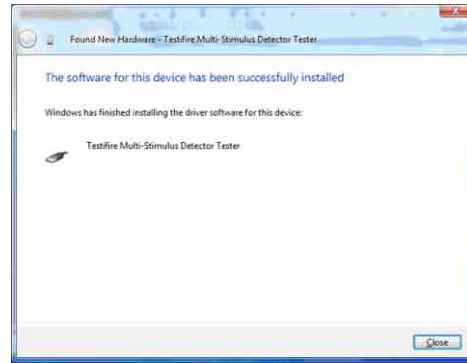 Found New Hardware - Testifire Multi-Stimulus Detector Tester
The software for this device has been successfully installed
Windows has finished installing the driver software for this device:
Testifire Multi-Stimulus Detector Tester
Close